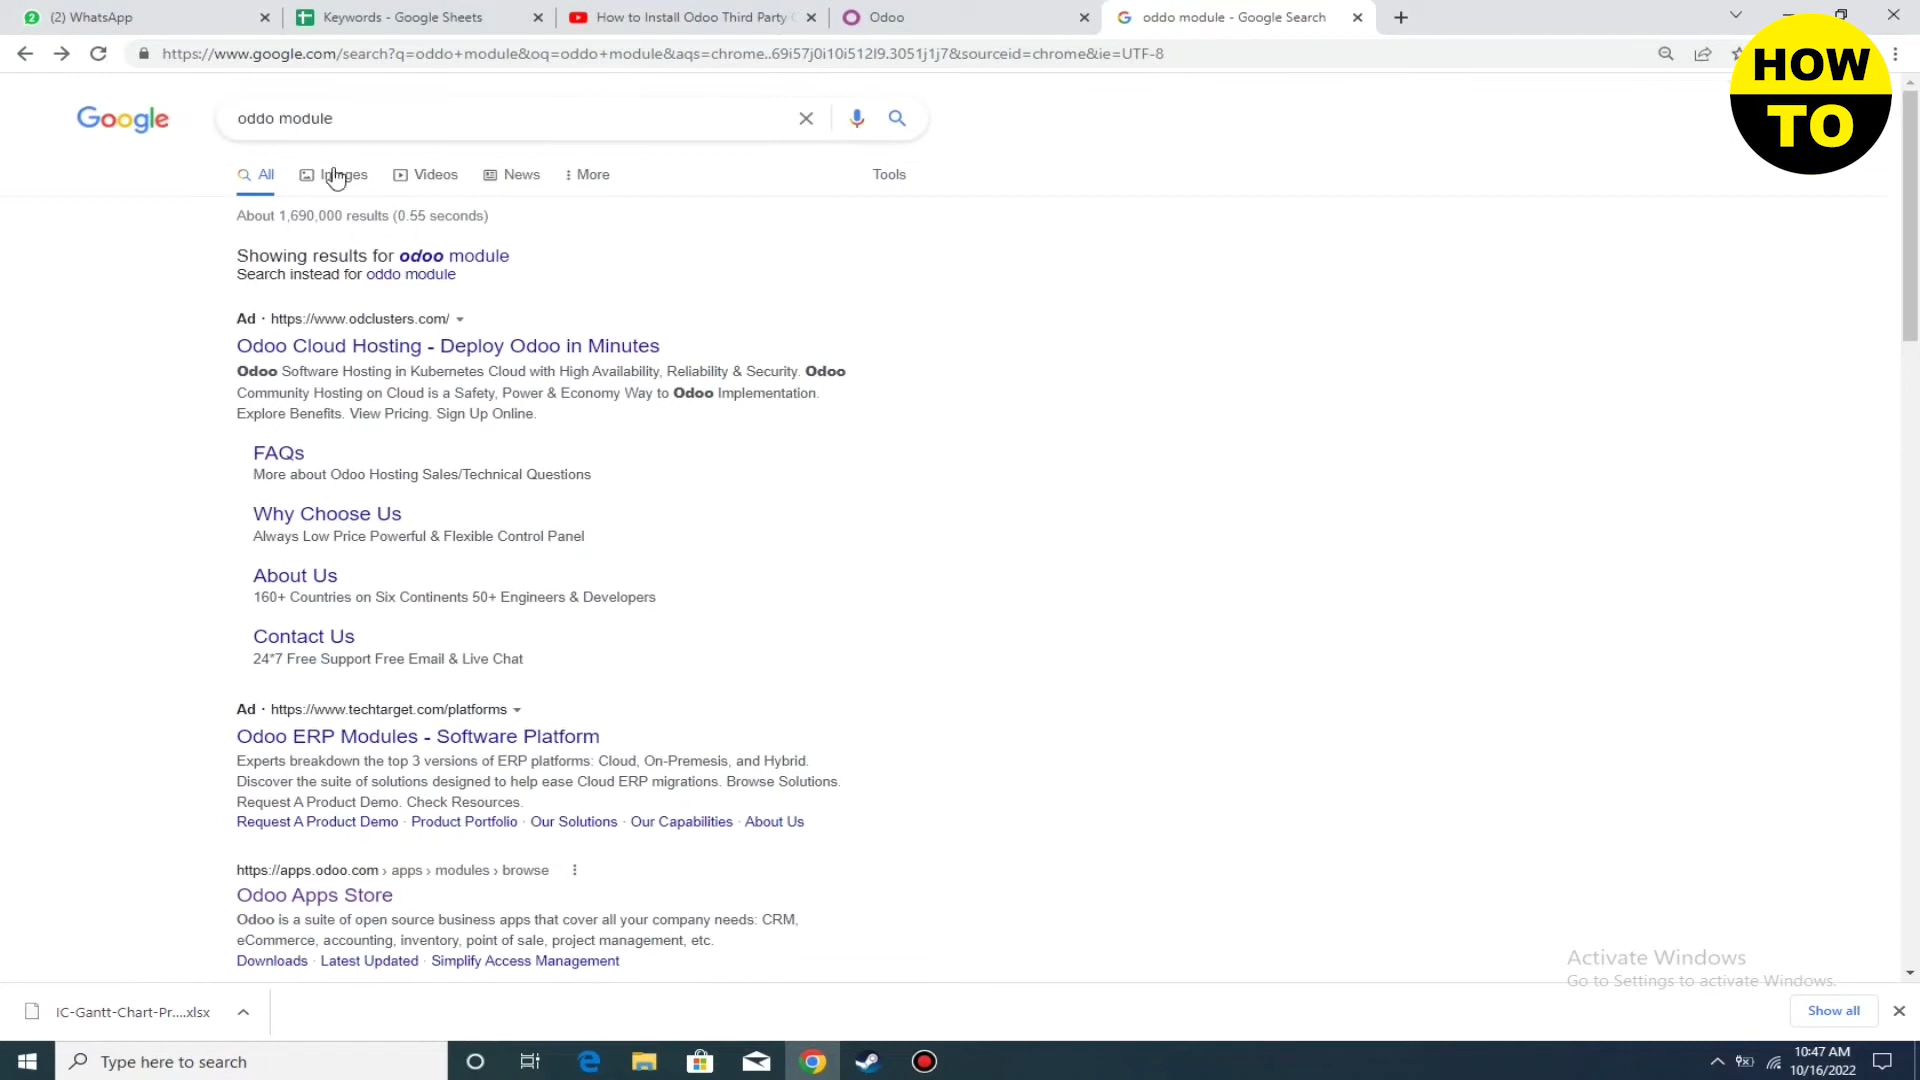 (2) WhatsApp
Keywords - Google Sheets
How to Install Odoo Third Party
Odoo
oddo module - Google Search
https://www.google.com/search?q=oddo+module&oq=oddo+module&aqs=chrome..69i57j0i10i512l9.3051j1j7&sourceid=chrome&ie=UTF-8
HOW
TO
Google
oddo module
All
Images
Videos
News
More
Tools
About 1,690,000 results (0.55 seconds)
Showing results for odoo module
Search instead for oddo module
Ad · https://www.odclusters.com/
Odoo Cloud Hosting - Deploy Odoo in Minutes
Odoo Software Hosting in Kubernetes Cloud with High Availability, Reliability & Security. Odoo
Community Hosting on Cloud is a Safety, Power & Economy Way to Odoo Implementation.
Explore Benefits. View Pricing. Sign Up Online.
FAQs
More about Odoo Hosting Sales/Technical Questions
Why Choose Us
Always Low Price Powerful & Flexible Control Panel
About Us
160+ Countries on Six Continents 50+ Engineers & Developers
Contact Us
24*7 Free Support Free Email & Live Chat
Ad · https://www.techtarget.com/platforms
Odoo ERP Modules - Software Platform
Experts breakdown the top 3 versions of ERP platforms: Cloud, On-Premesis, and Hybrid.
Discover the suite of solutions designed to help ease Cloud ERP migrations. Browse Solutions.
Request A Product Demo. Check Resources.
Request A Product Demo · Product Portfolio · Our Solutions · Our Capabilities · About Us
https://apps.odoo.com › apps › modules › browse
Odoo Apps Store
Odoo is a suite of open source business apps that cover all your company needs: CRM,
eCommerce, accounting, inventory, point of sale, project management, etc.
Downloads · Latest Updated · Simplify Access Management
Activate Windows
Go to Settings to activate Windows.
IC-Gantt-Chart-Pr....xlsx
Show all
Type here to search
10:47 AM
10/16/2022